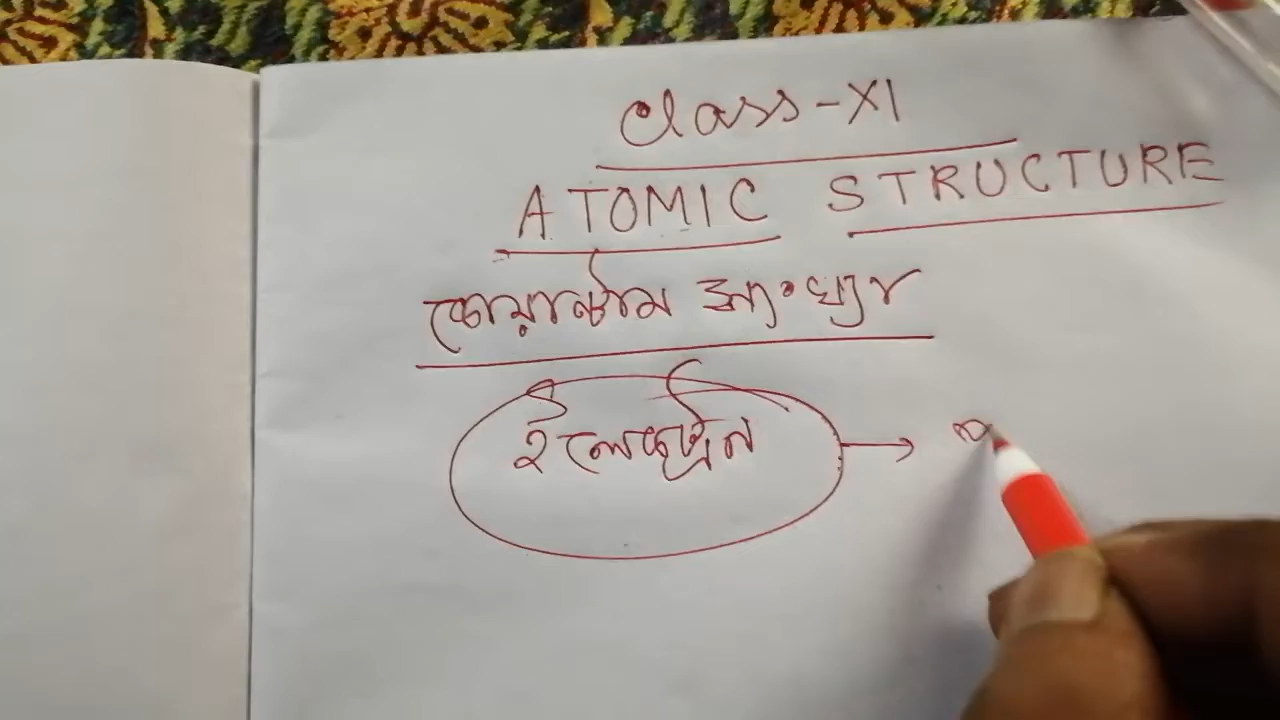 Class-XI
ATOMIC STRUCTURE
কোয়ান্টাম সংখ্যা
ইলেকট্রন →